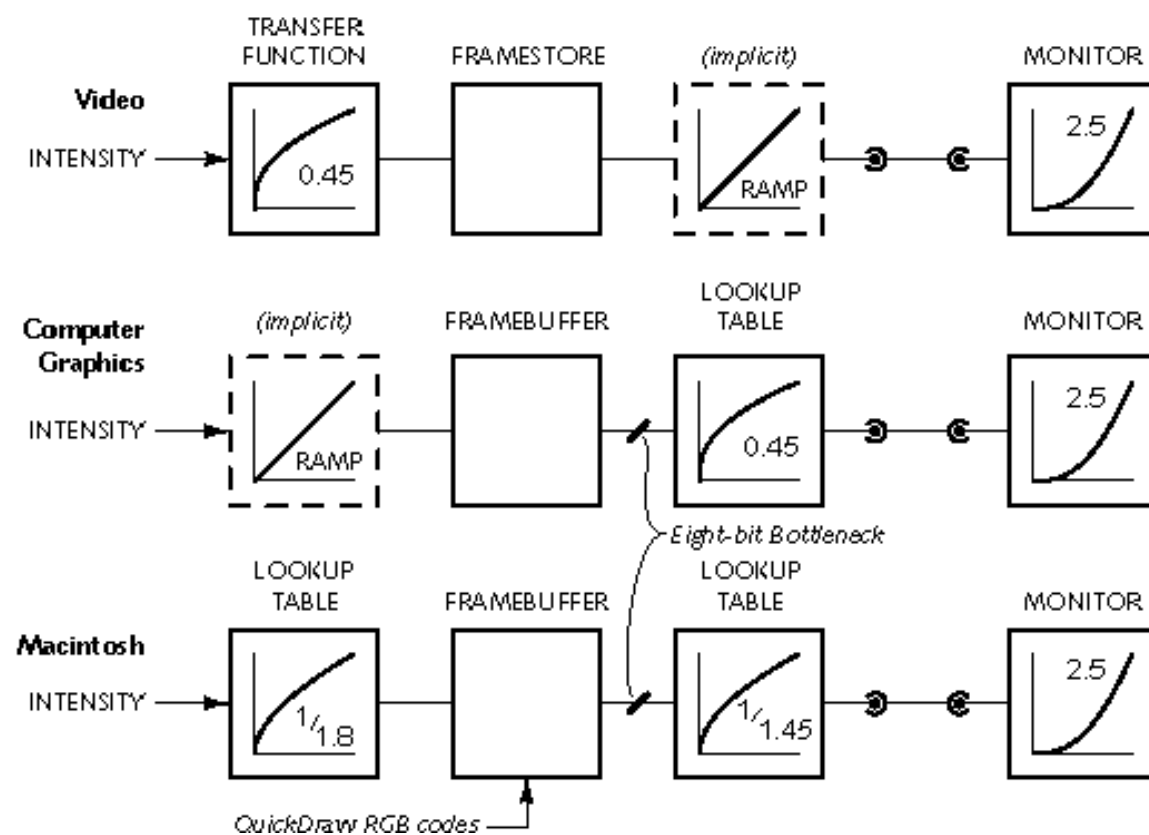 TRANSFER
FUNCTION
FRAMESTORE
(implicit)
MONITOR
Video
INTENSITY
0.45
RAMP
2.5
Computer
Graphics
(implicit)
FRAMEBUFFER
LOOKUP
TABLE
MONITOR
INTENSITY
RAMP
0.45
2.5
Eight-bit Bottleneck
LOOKUP
TABLE
FRAMEBUFFER
LOOKUP
TABLE
MONITOR
Macintosh
INTENSITY
1/1.8
1/1.45
2.5
QuickDraw RGB codes